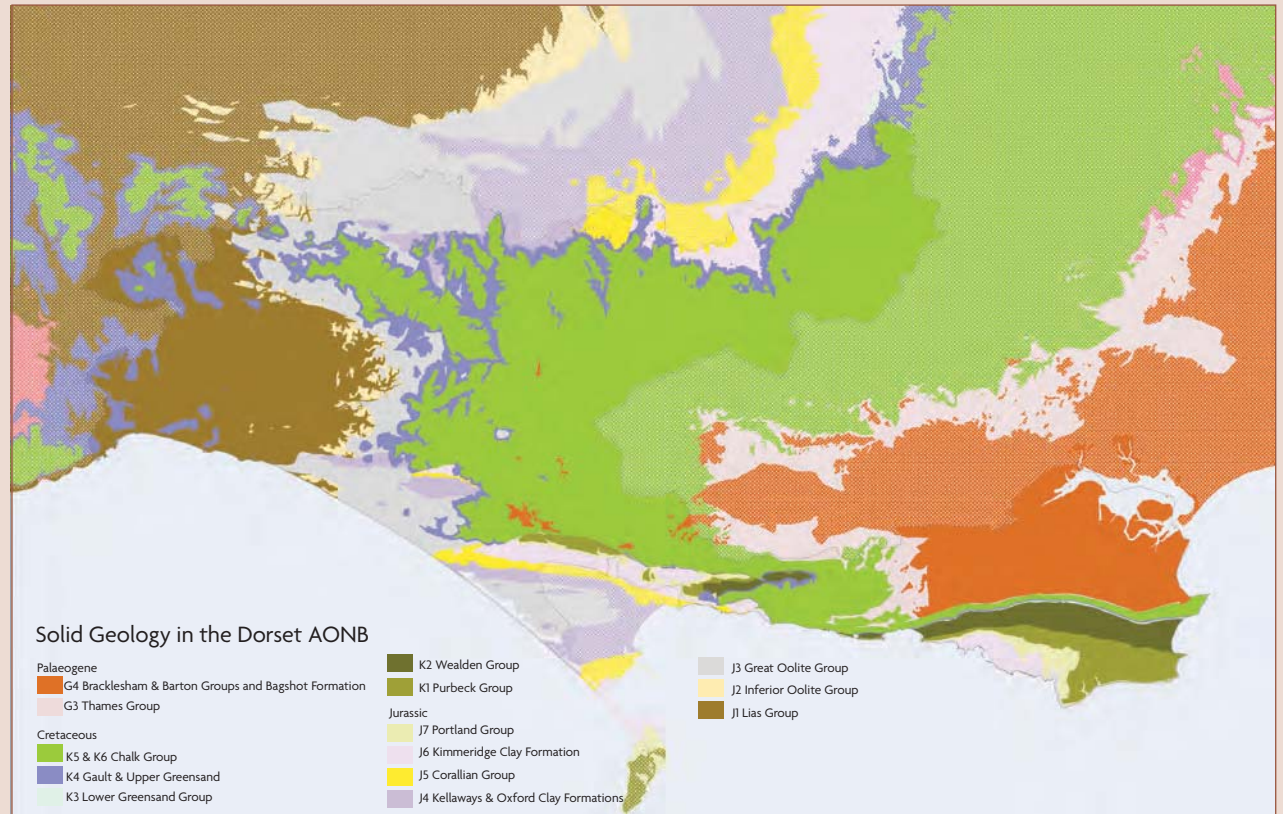 Solid Geology in the Dorset AONB
Palaeogene
G4 Bracklesham & Barton Groups and Bagshot Formation
G3 Thames Group
Cretaceous
K5 & K6 Chalk Group
K4 Gault & Upper Greensand
K3 Lower Greensand Group
K2 Wealden Group
K1 Purbeck Group
Jurassic
J7 Portland Group
J6 Kimmeridge Clay Formation
J5 Corallian Group
J4 Kellaways & Oxford Clay Formations
J3 Great Oolite Group
J2 Inferior Oolite Group
J1 Lias Group